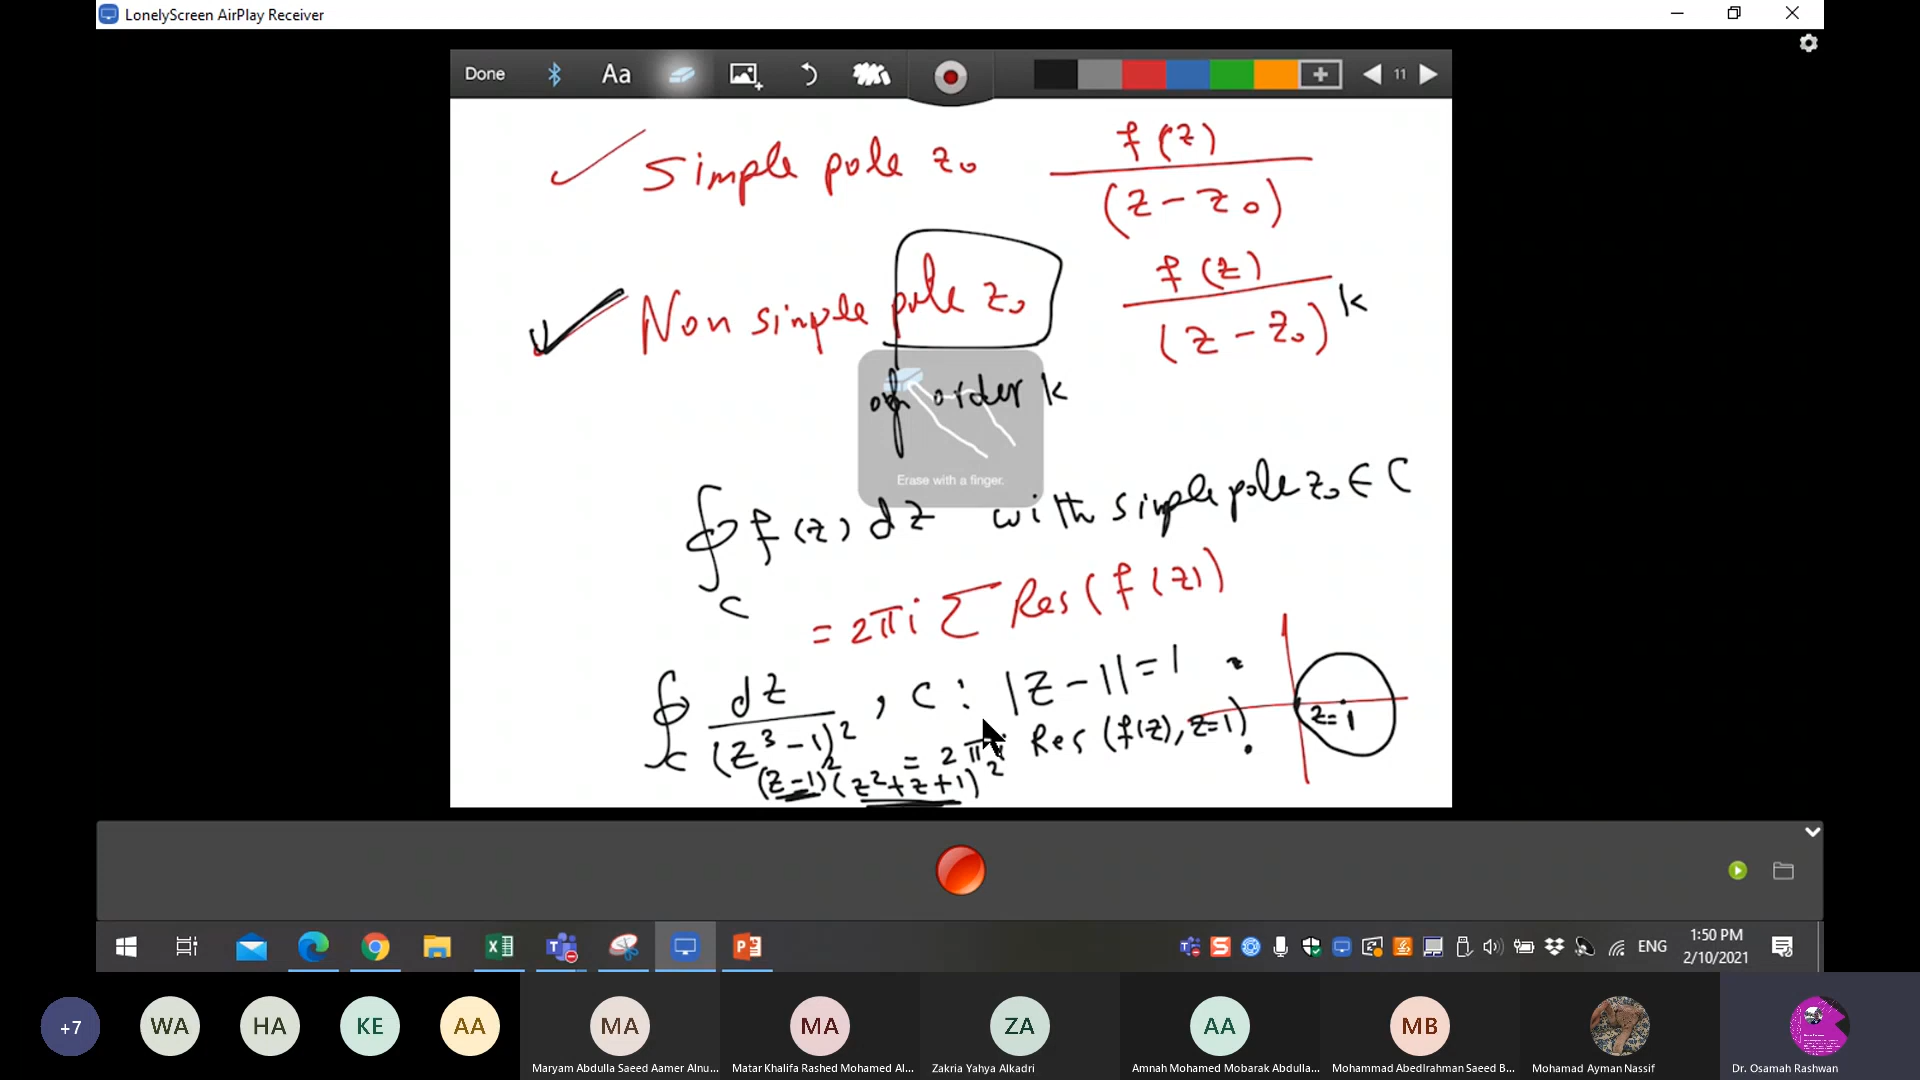 LonelyScreen AirPlay Receiver
Done Aa 11
Simple pole z₀ f(z) / (z - z₀)
Non simple pole z₀ f(z) / (z - z₀)ᵏ
of order k
Erase with a finger.
∮_C f(z) dz with simple pole z₀ ∈ C
= 2πi Σ Res(f(z))
∮_C dz / (z³ - 1)² , C : |z - 1| = 1
= 2πi Res(f(z), z=1)
z=1
(z-1)²(z²+z+1)²
ENG
1:50 PM
2/10/2021
+7 WA HA KE AA MA MA ZA AA MB
Maryam Abdulla Saeed Aamer Alnu... Matar Khalifa Rashed Mohamed Al... Zakria Yahya Alkadri Amnah Mohamed Mobarak Abdulla... Mohammad Abedlrahman Saeed B... Mohamad Ayman Nassif Dr. Osamah Rashwan